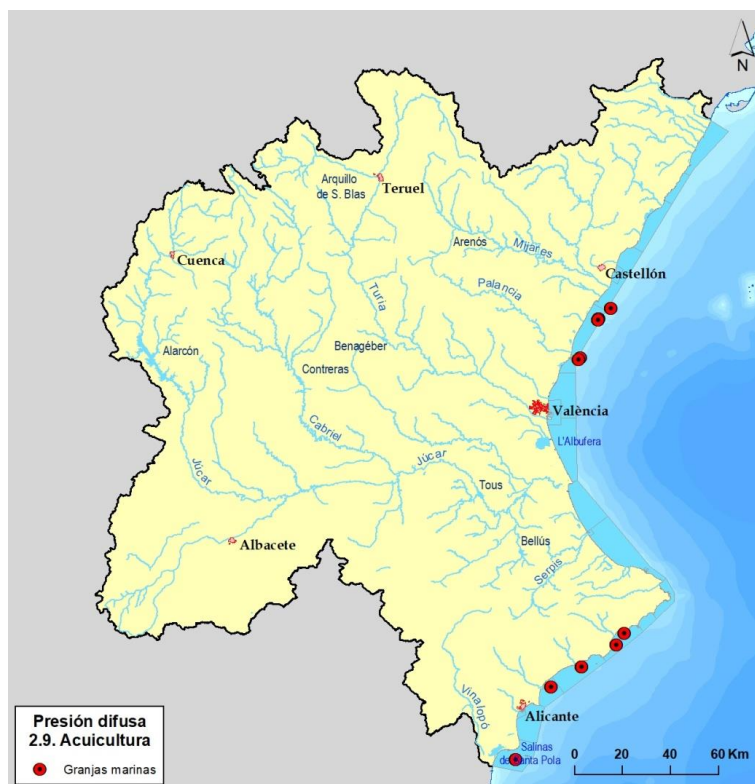 N
Arquillo
de S. Blas
Teruel
Arenós
Mijares
Cuenca
Castellón
Palancia
Turia
Benagéber
Alarcón
Contreras
València
Cabriel
L'Albufera
Júcar
Júcar
Tous
Albacete
Bellús
Serpis
Vinalopó
Alicante
Presión difusa
2.9. Acuicultura
Granjas marinas
Salinas
de Santa Pola
0 20 40 60 Km